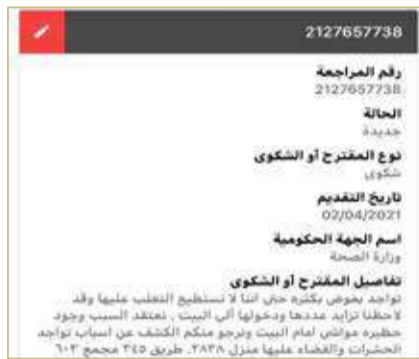 2127657738
رقم المراجعة
2127657738
الحالة
جديدة
نوع المقترح أو الشكوى
شكوى
تاريخ التقديم
02/04/2021
اسم الجهة الحكومية
وزارة الصحة
تفاصيل المقترح أو الشكوى
تواجد بعوض بكثره حتى اننا لا نستطيع التغلب عليها وقد
لاحظنا تزايد عددها ودخولها الى البيت , نعتقد السبب وجود
حظيره مواشي امام البيت ونرجو منكم الكشف عن اسباب تواجد
الحشرات والقضاء عليها منزل ٢٨٣٨، طريق ٣٤٥ مجمع ٦٠٣